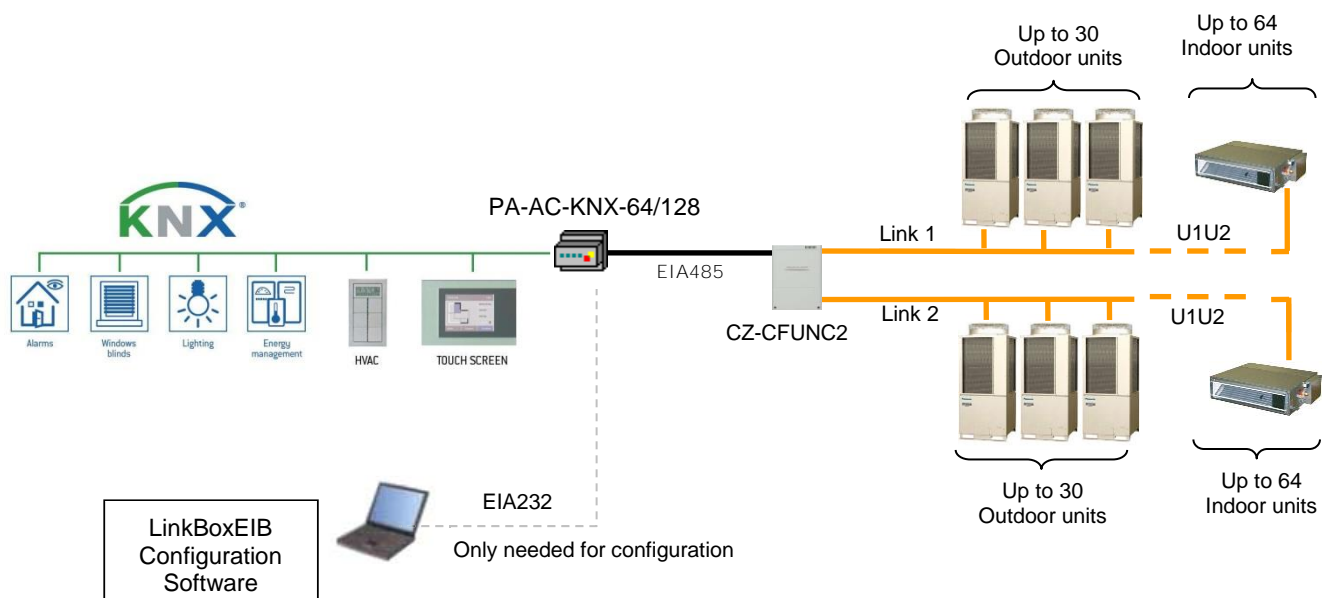 Up to 30
Outdoor units
Up to 64
Indoor units
KNX®
PA-AC-KNX-64/128
Link 1
U1U2
EIA485
Link 2
U1U2
CZ-CFUNC2
Alarms
Windows
blinds
Lighting
Energy
management
HVAC
TOUCH SCREEN
Up to 30
Outdoor units
Up to 64
Indoor units
EIA232
LinkBoxEIB
Configuration
Software
Only needed for configuration